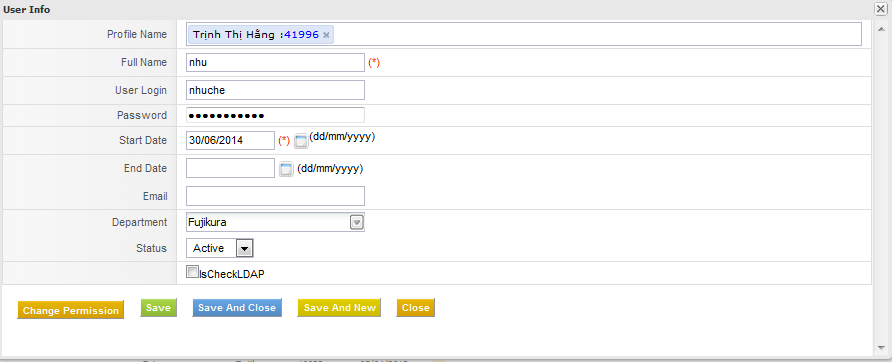 User Info
Profile Name Trịnh Thị Hằng :41996 ×
Full Name nhu (*)
User Login nhuche
Password •••••••••••
Start Date 30/06/2014 (*) (dd/mm/yyyy)
End Date (dd/mm/yyyy)
Email
Department Fujikura
Status Active
IsCheckLDAP
Change Permission Save Save And Close Save And New Close